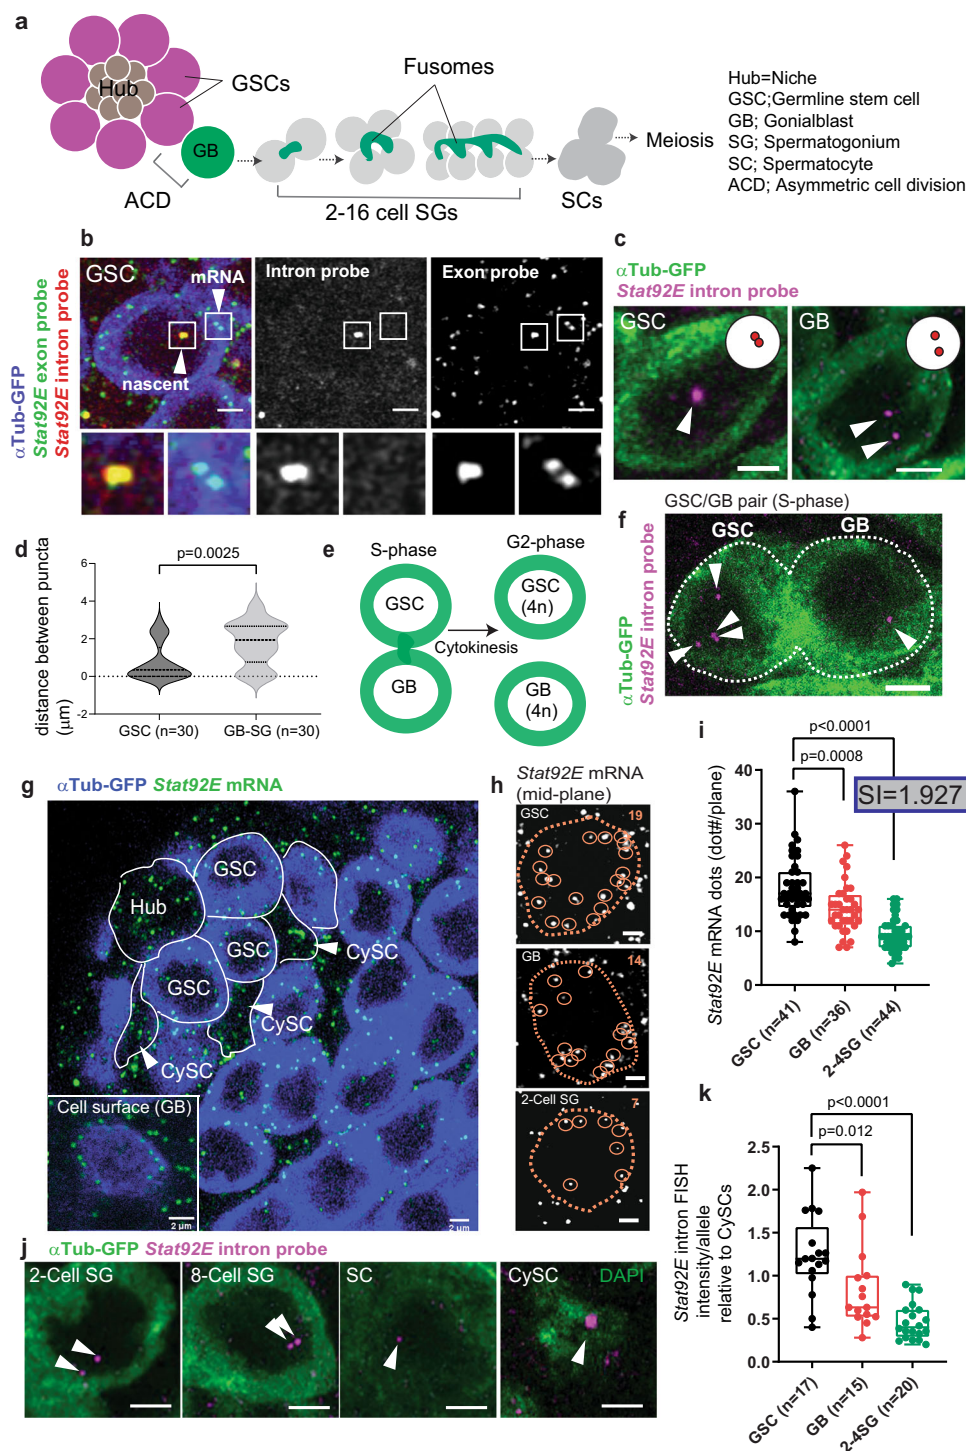 a
Hub
GSCs
GB
ACD
Fusomes
2-16 cell SGs
SCs
Meiosis
Hub=Niche
GSC;Germline stem cell
GB; Gonialblast
SG; Spermatogonium
SC; Spermatocyte
ACD; Asymmetric cell division
b
αTub-GFP
Stat92E exon probe
Stat92E intron probe
GSC
mRNA
nascent
Intron probe
Exon probe
c
αTub-GFP
Stat92E intron probe
GSC
GB
d
distance between puncta
(μm)
6
4
2
0
-2
p=0.0025
GSC (n=30)
GB-SG (n=30)
e
S-phase
G2-phase
GSC
GB
Cytokinesis
GSC
(4n)
GB
(4n)
f
GSC/GB pair (S-phase)
αTub-GFP
Stat92E intron probe
GSC
GB
g
αTub-GFP Stat92E mRNA
Hub
GSC
GSC
GSC
CySC
CySC
CySC
Cell surface (GB)
2 μm
2 μm
h
Stat92E mRNA
(mid-plane)
GSC
19
GB
14
2-Cell SG
7
i
p<0.0001
p=0.0008
SI=1.927
Stat92E mRNA dots (dot#/plane)
40
30
20
10
0
GSC (n=41)
GB (n=36)
2-4SG (n=44)
j
αTub-GFP Stat92E intron probe
2-Cell SG
8-Cell SG
SC
CySC
DAPI
k
p<0.0001
p=0.012
Stat92E intron FISH
intensity/allele
relative to CySCs
2.5
2.0
1.5
1.0
0.5
0.0
GSC (n=17)
GB (n=15)
2-4SG (n=20)